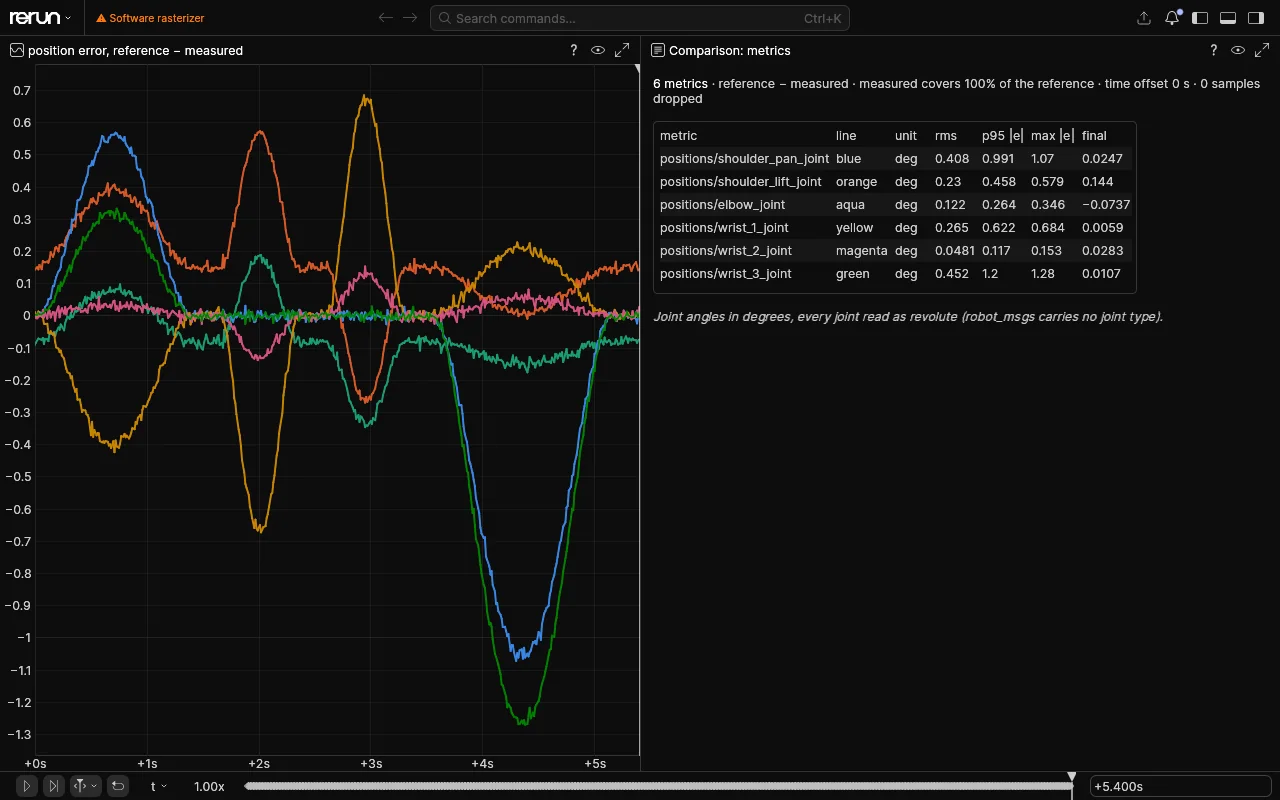 rerun
Software rasterizer
Search commands...
Ctrl+K
position error, reference − measured
?
0.7
0.6
0.5
0.4
0.3
0.2
0.1
0
−0.1
−0.2
−0.3
−0.4
−0.5
−0.6
−0.7
−0.8
−0.9
−1
−1.1
−1.2
−1.3
+0s +1s +2s +3s +4s +5s
Comparison: metrics
?
6 metrics · reference − measured · measured covers 100% of the reference · time offset 0 s · 0 samples
dropped
metric line unit rms p95 |e| max |e| final
positions/shoulder_pan_joint blue deg 0.408 0.991 1.07 0.0247
positions/shoulder_lift_joint orange deg 0.23 0.458 0.579 0.144
positions/elbow_joint aqua deg 0.122 0.264 0.346 −0.0737
positions/wrist_1_joint yellow deg 0.265 0.622 0.684 0.0059
positions/wrist_2_joint magenta deg 0.0481 0.117 0.153 0.0283
positions/wrist_3_joint green deg 0.452 1.2 1.28 0.0107
Joint angles in degrees, every joint read as revolute (robot_msgs carries no joint type).
t
1.00x
+5.400s